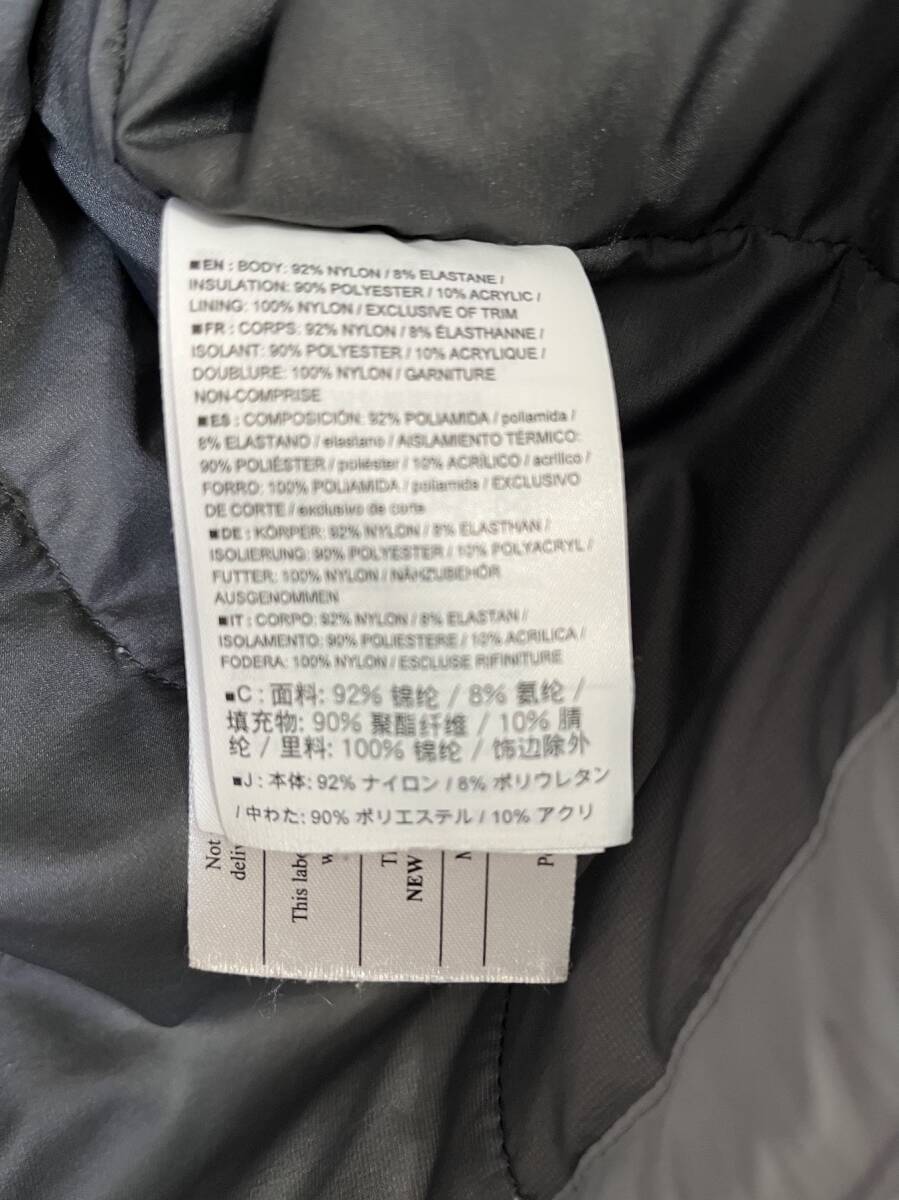 ■EN : BODY: 92% NYLON / 8% ELASTANE /
INSULATION: 90% POLYESTER / 10% ACRYLIC /
LINING: 100% NYLON / EXCLUSIVE OF TRIM
■FR : CORPS: 92% NYLON / 8% ÉLASTHANNE /
ISOLANT: 90% POLYESTER / 10% ACRYLIQUE /
DOUBLURE: 100% NYLON / GARNITURE
NON-COMPRISE
■ES : COMPOSICIÓN: 92% POLIAMIDA / poliamida /
8% ELASTANO / elastano / AISLAMIENTO TÉRMICO:
90% POLIÉSTER / poliéster / 10% ACRÍLICO / acrílico /
FORRO: 100% POLIAMIDA / poliamida / EXCLUSIVO
DE CORTE / exclusivo de corte
■DE : KÖRPER: 92% NYLON / 8% ELASTHAN /
ISOLIERUNG: 90% POLYESTER / 10% POLYACRYL /
FUTTER: 100% NYLON / NÄHZUBEHÖR
AUSGENOMMEN
■IT : CORPO: 92% NYLON / 8% ELASTAN /
ISOLAMENTO: 90% POLIESTERE / 10% ACRILICA /
FODERA: 100% NYLON / ESCLUSE RIFINITURE
■C : 面料: 92% 锦纶 / 8% 氨纶 /
填充物: 90% 聚酯纤维 / 10% 腈
纶 / 里料: 100% 锦纶 / 饰边除外
■J : 本体: 92% ナイロン / 8% ポリウレタン
/ 中わた: 90% ポリエステル / 10% アクリ
Not
deliv
This labe
w
NEW